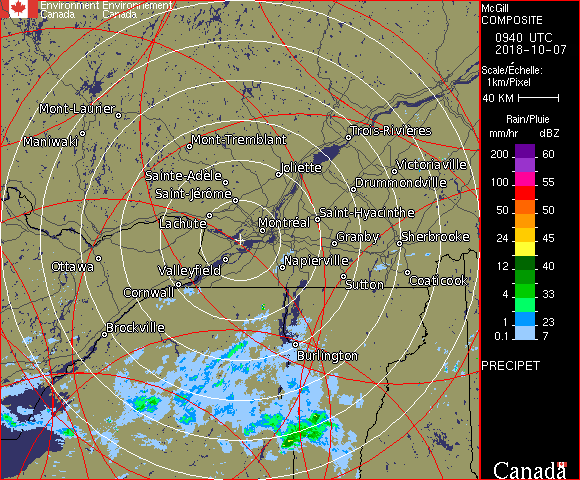 Environment Environnement
Canada Canada
McGill
COMPOSITE
0940 UTC
2018-10-07
Scale/Échelle:
1km/Pixel
40 KM
Rain/Pluie
mm/hr dBZ
200 60
155 57
100 55
50 50
24 45
12 40
4 33
1 23
0.1 7
PRECIPET
Mont-Laurier
Maniwaki
Mont-Tremblant
Trois-Rivières
Victoriaville
Joliette
Sainte-Adèle
Drummondville
Saint-Jérôme
Saint-Hyacinthe
Lachute
Montréal
Granby
Sherbrooke
Ottawa
Valleyfield
Napierville
Cornwall
Sutton
Coaticook
Brockville
Burlington
Canada